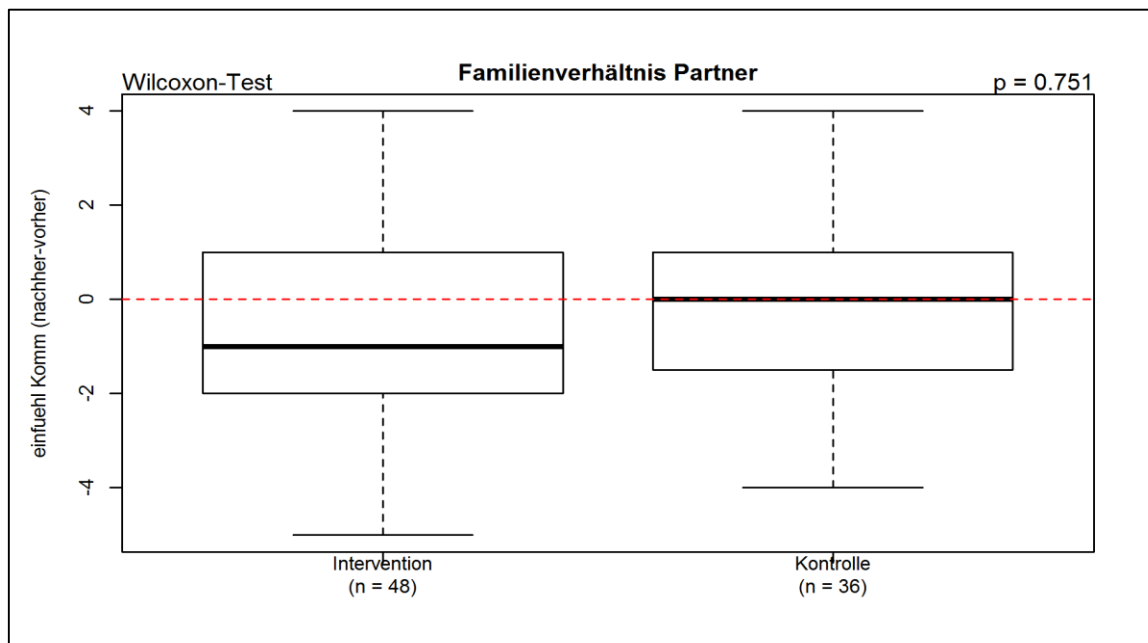 Familienverhältnis Partner
Wilcoxon-Test
p = 0.751
einfuehl Komm (nachher-vorher)
4
2
0
-2
-4
Intervention
(n = 48)
Kontrolle
(n = 36)